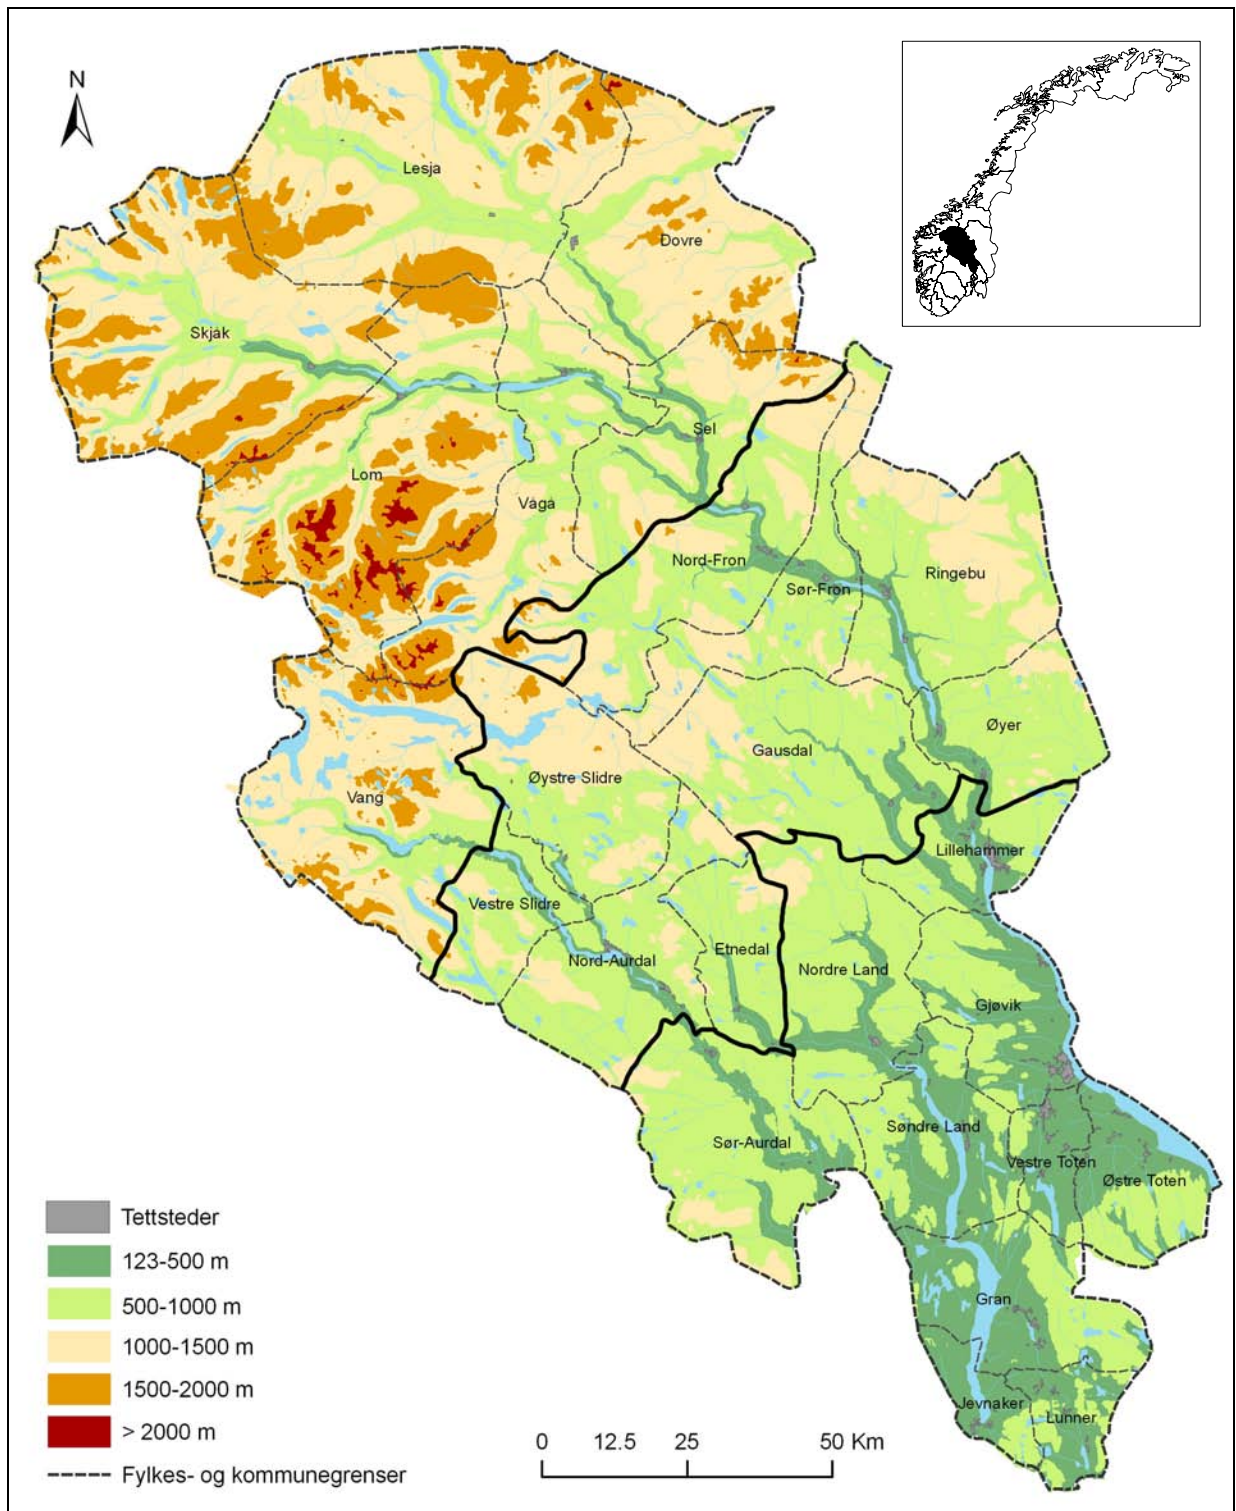 N
Lesja
Dovre
Skjåk
Sel
Lom
Vågå
Nord-Fron
Sør-Fron
Ringebu
Øyer
Gausdal
Øystre Slidre
Vang
Lillehammer
Vestre Slidre
Etnedal
Nord-Aurdal
Nordre Land
Gjøvik
Søndre Land
Sør-Aurdal
Vestre Toten
Østre Toten
Gran
Jevnaker
Lunner
Tettsteder
123-500 m
500-1000 m
1000-1500 m
1500-2000 m
> 2000 m
Fylkes- og kommunegrenser
0 12.5 25 50 Km